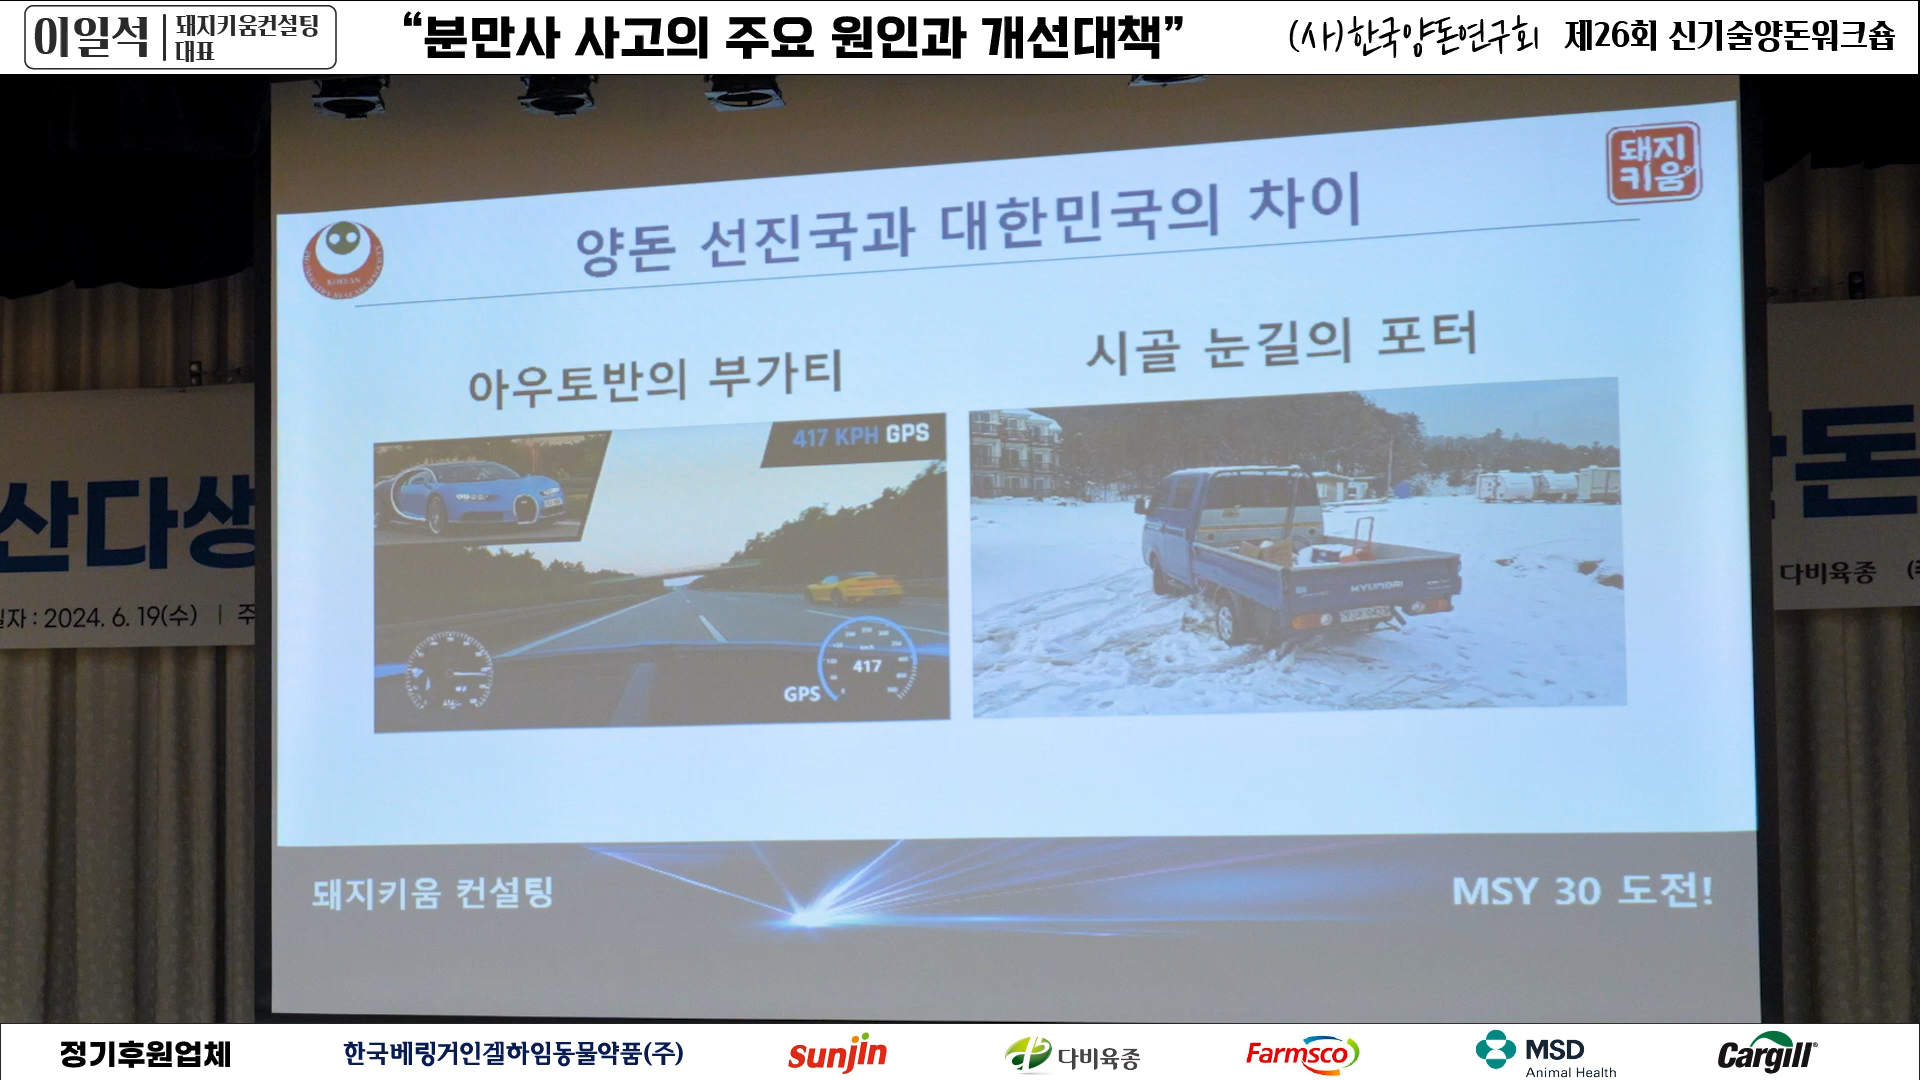 이일석
돼지키움컨설팅
대표
“분만사 사고의 주요 원인과 개선대책”
(사)한국양돈연구회
제26회 신기술양돈워크숍
돼지
키움
양돈 선진국과 대한민국의 차이
KOREAN
아우토반의 부가티
시골 눈길의 포터
417 KPH GPS
417
GPS
HYUNDAI
산다생
돈
일자 : 2024. 6. 19(수) | 주
다비육종
돼지키움 컨설팅
MSY 30 도전!
정기후원업체
한국베링거인겔하임동물약품(주)
sunjin
다비육종
Farmsco
MSD
Animal Health
Cargill